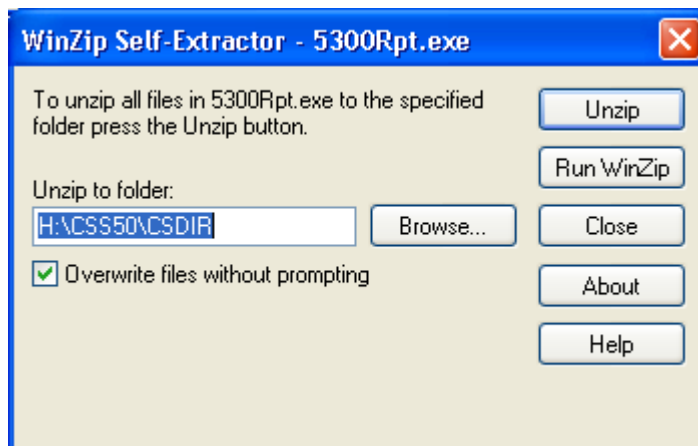 WinZip Self-Extractor - 5300Rpt.exe
To unzip all files in 5300Rpt.exe to the specified
folder press the Unzip button.
Unzip to folder:
H:\CSS50\CSDIR
Browse...
Overwrite files without prompting
Unzip
Run WinZip
Close
About
Help